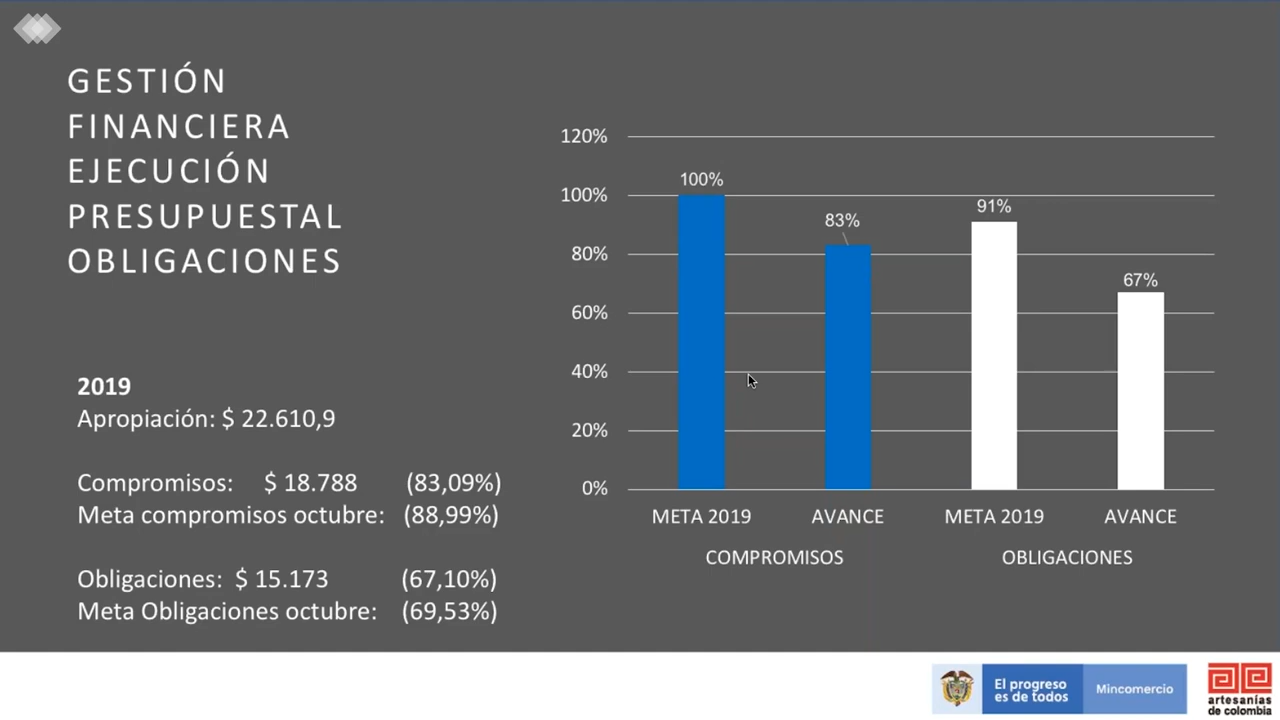 GESTIÓN
FINANCIERA
EJECUCIÓN
PRESUPUESTAL
OBLIGACIONES
2019
Apropiación: $ 22.610,9
Compromisos: $ 18.788 (83,09%)
Meta compromisos octubre: (88,99%)
Obligaciones: $ 15.173 (67,10%)
Meta Obligaciones octubre: (69,53%)
120%
100%
80%
60%
40%
20%
0%
100%
83%
91%
67%
META 2019 AVANCE META 2019 AVANCE
COMPROMISOS OBLIGACIONES
El progreso
es de todos
Mincomercio
artesanías
de colombia